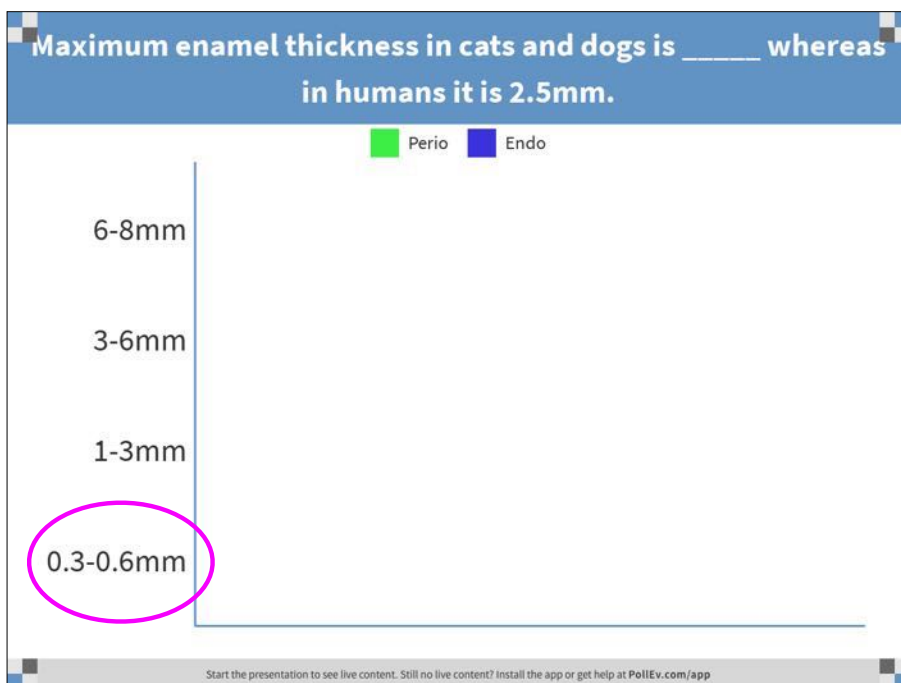 Maximum enamel thickness in cats and dogs is _____ whereas
in humans it is 2.5mm.
Perio Endo
6-8mm
3-6mm
1-3mm
0.3-0.6mm
Start the presentation to see live content. Still no live content? Install the app or get help at PollEv.com/app